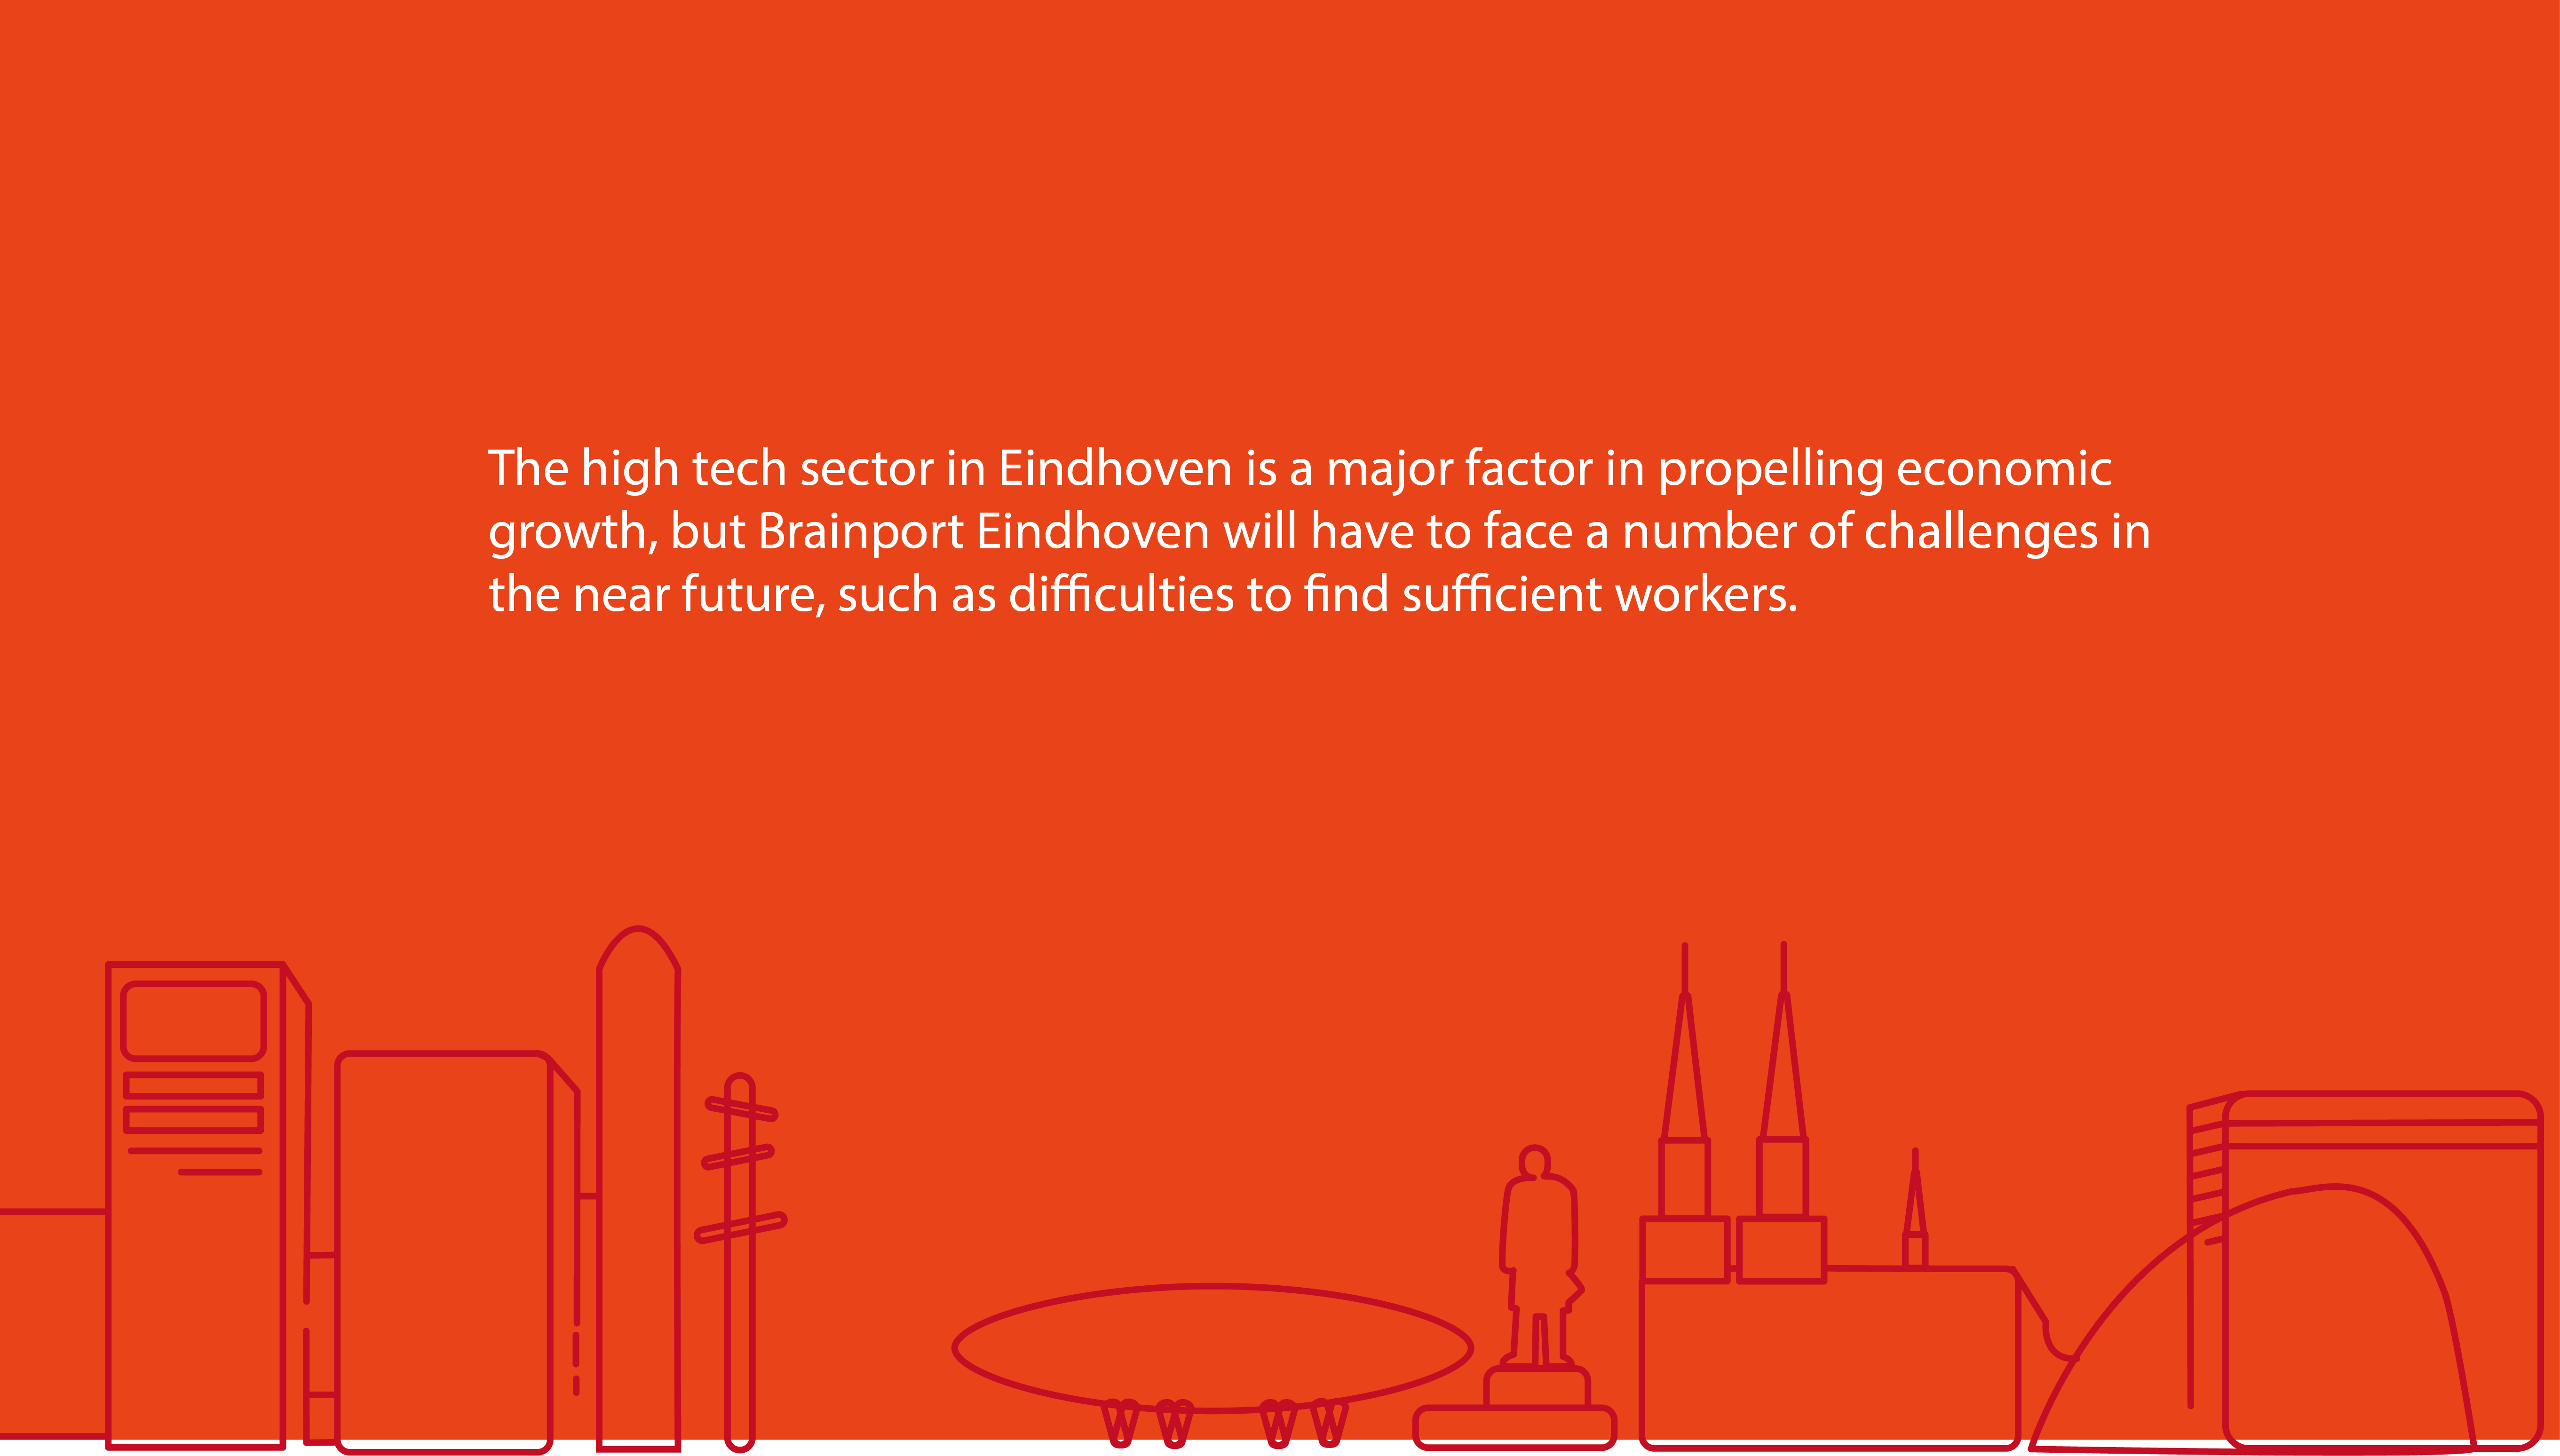 The high tech sector in Eindhoven is a major factor in propelling economic
growth, but Brainport Eindhoven will have to face a number of challenges in
the near future, such as difficulties to find sufficient workers.